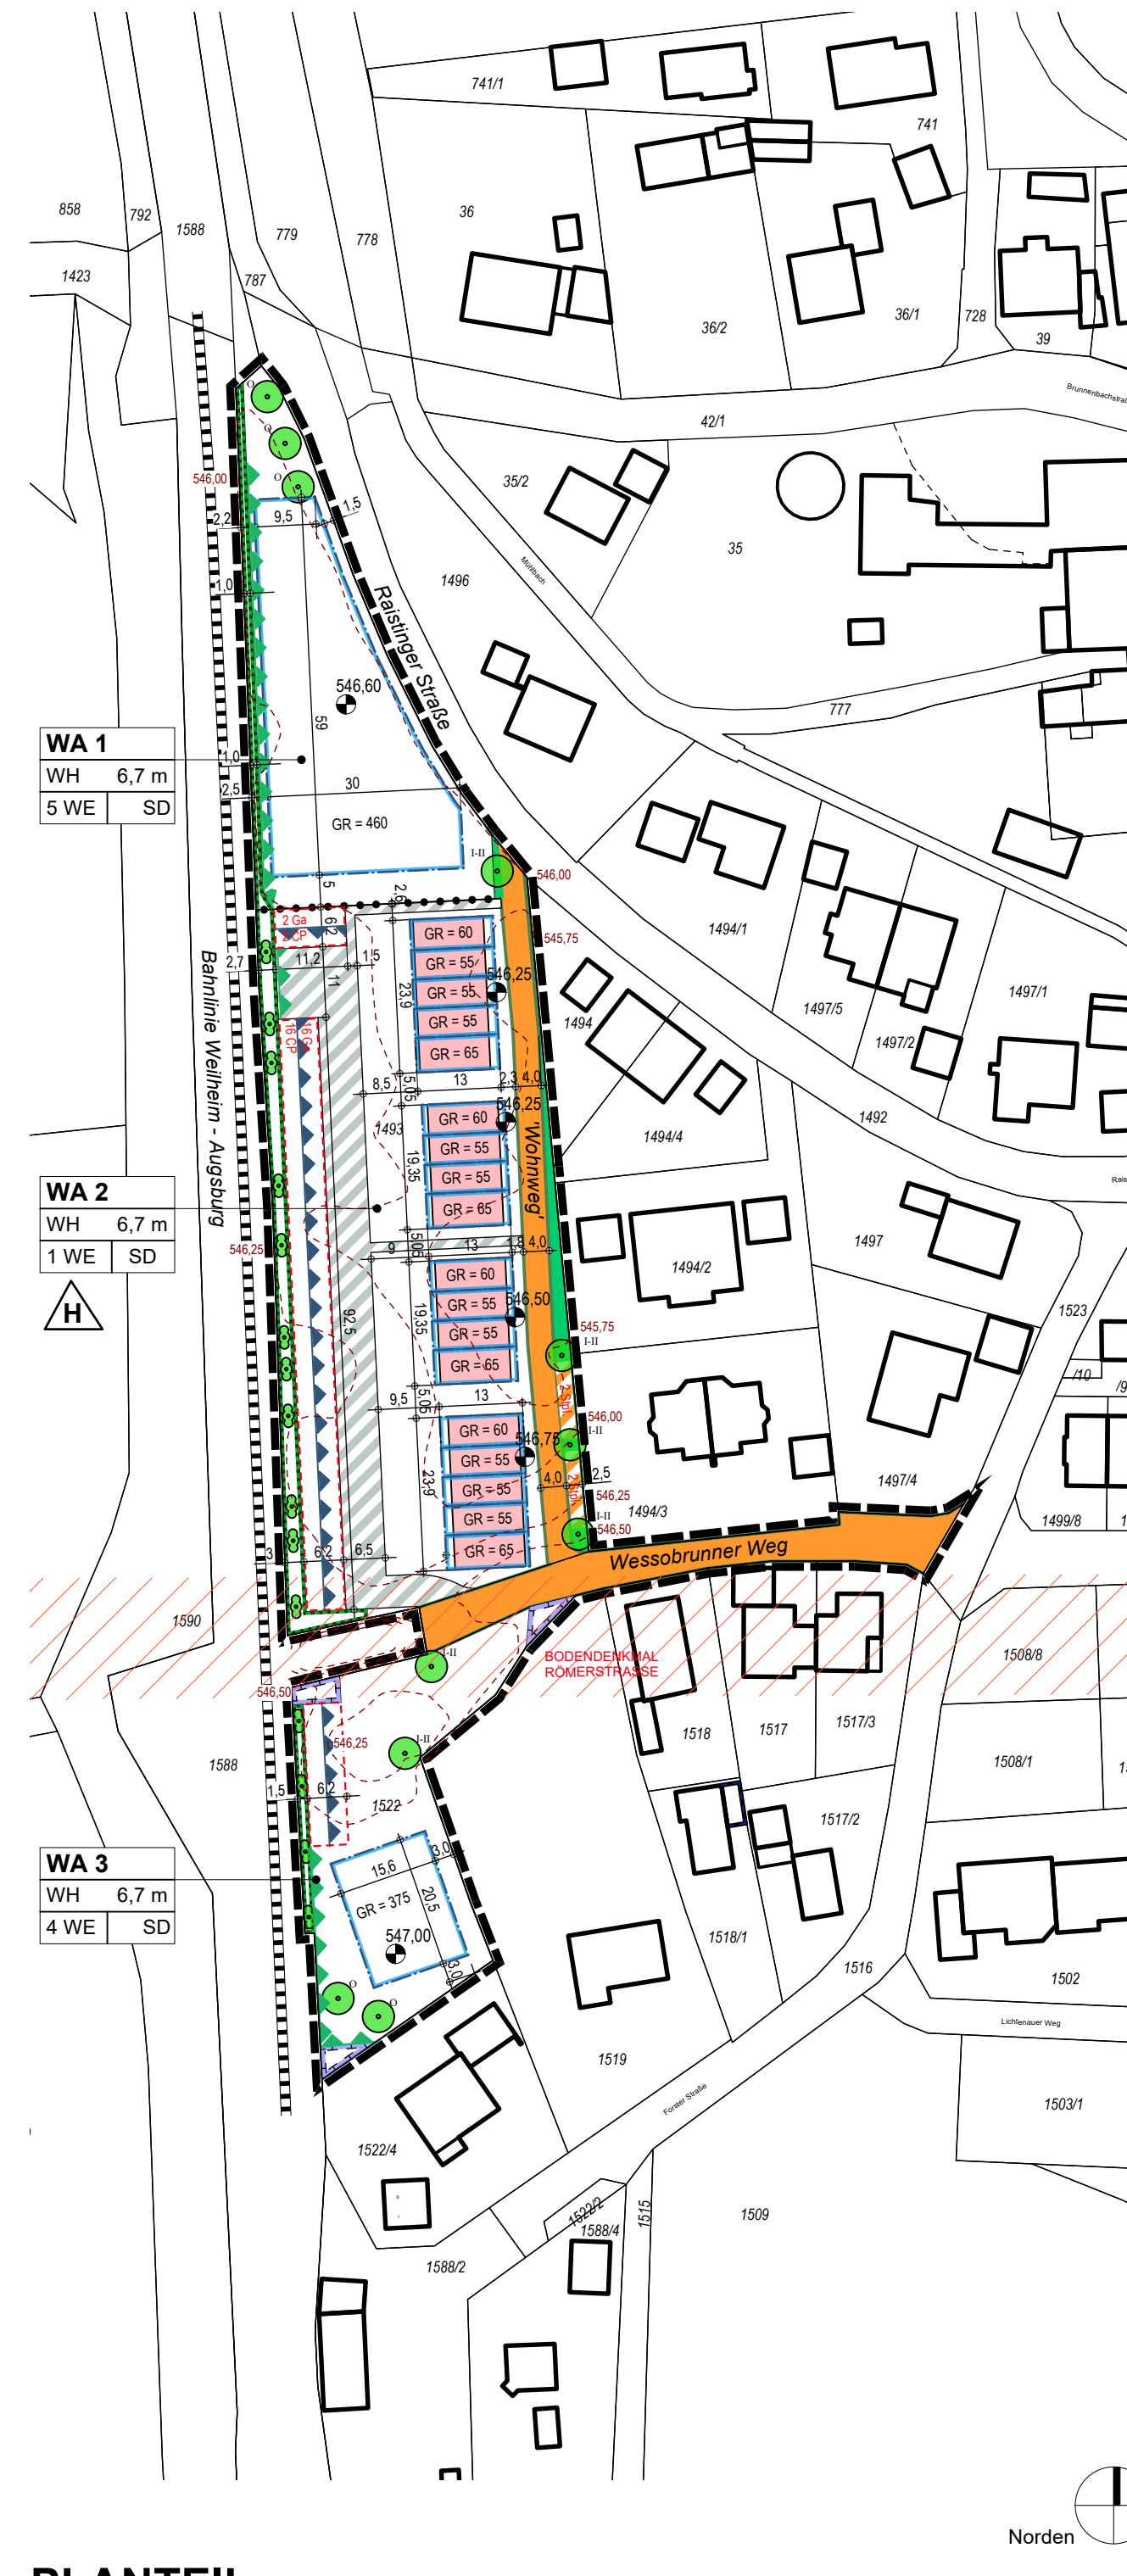 741/1
741
858
792
1588
779
778
36
1423
787
36/2
36/1
728
39
42/1
35/2
35
546,00
O
O
O
2,2
9,5
1,5
1,0
1496
Mühlbach
Raistinger Straße
546,60
59
777
WA 1
WH 6,7 m
5 WE SD
1,0
2,5
30
GR = 460
I-II
546,00
5
2,6
2 Ga
2 CP
6,2
GR = 60
545,75
1494/1
2,7
11,2
1,5
11
GR = 55
546,25
GR = 55
23,9
1497/5
1497/1
16 CP
16 Ga
GR = 55
1494
1497/2
GR = 65
Bahnlinie Weilheim - Augsburg
8,5
5,05
13
2,3
4,0
546,25
1493
GR = 60
'Wohnweg'
1492
1494/4
GR = 55
19,35
GR = 55
WA 2
WH 6,7 m
1 WE SD
H
GR = 65
546,25
9
5,05
13
1,8
4,0
1497
1494/2
GR = 60
546,50
GR = 55
92,5
19,35
GR = 55
545,75
I-II
1523
GR = 65
/10
9,5
5,05
13
2 Stpl.
546,00
I-II
GR = 60
546,75
GR = 55
23,9
GR = 55
4,0
2 Stpl.
2,5
546,25
1497/4
GR = 55
I-II
546,50
1494/3
1499/8
3
6,2
6,5
GR = 65
Wessobrunner Weg
1590
BODENDENKMAL
RÖMERSTRASSE
I-II
1508/8
546,50
1518
1517
1517/3
546,25
I-II
1588
1508/1
1,5
6,2
1522
1517/2
WA 3
WH 6,7 m
4 WE SD
15,6
3,0
GR = 375
20,5
547,00
3,0
1518/1
1516
1502
O
O
Lichtenauer Weg
1519
Forster Straße
1503/1
1522/4
1522/2
1588/4
1515
1509
1588/2
Norden